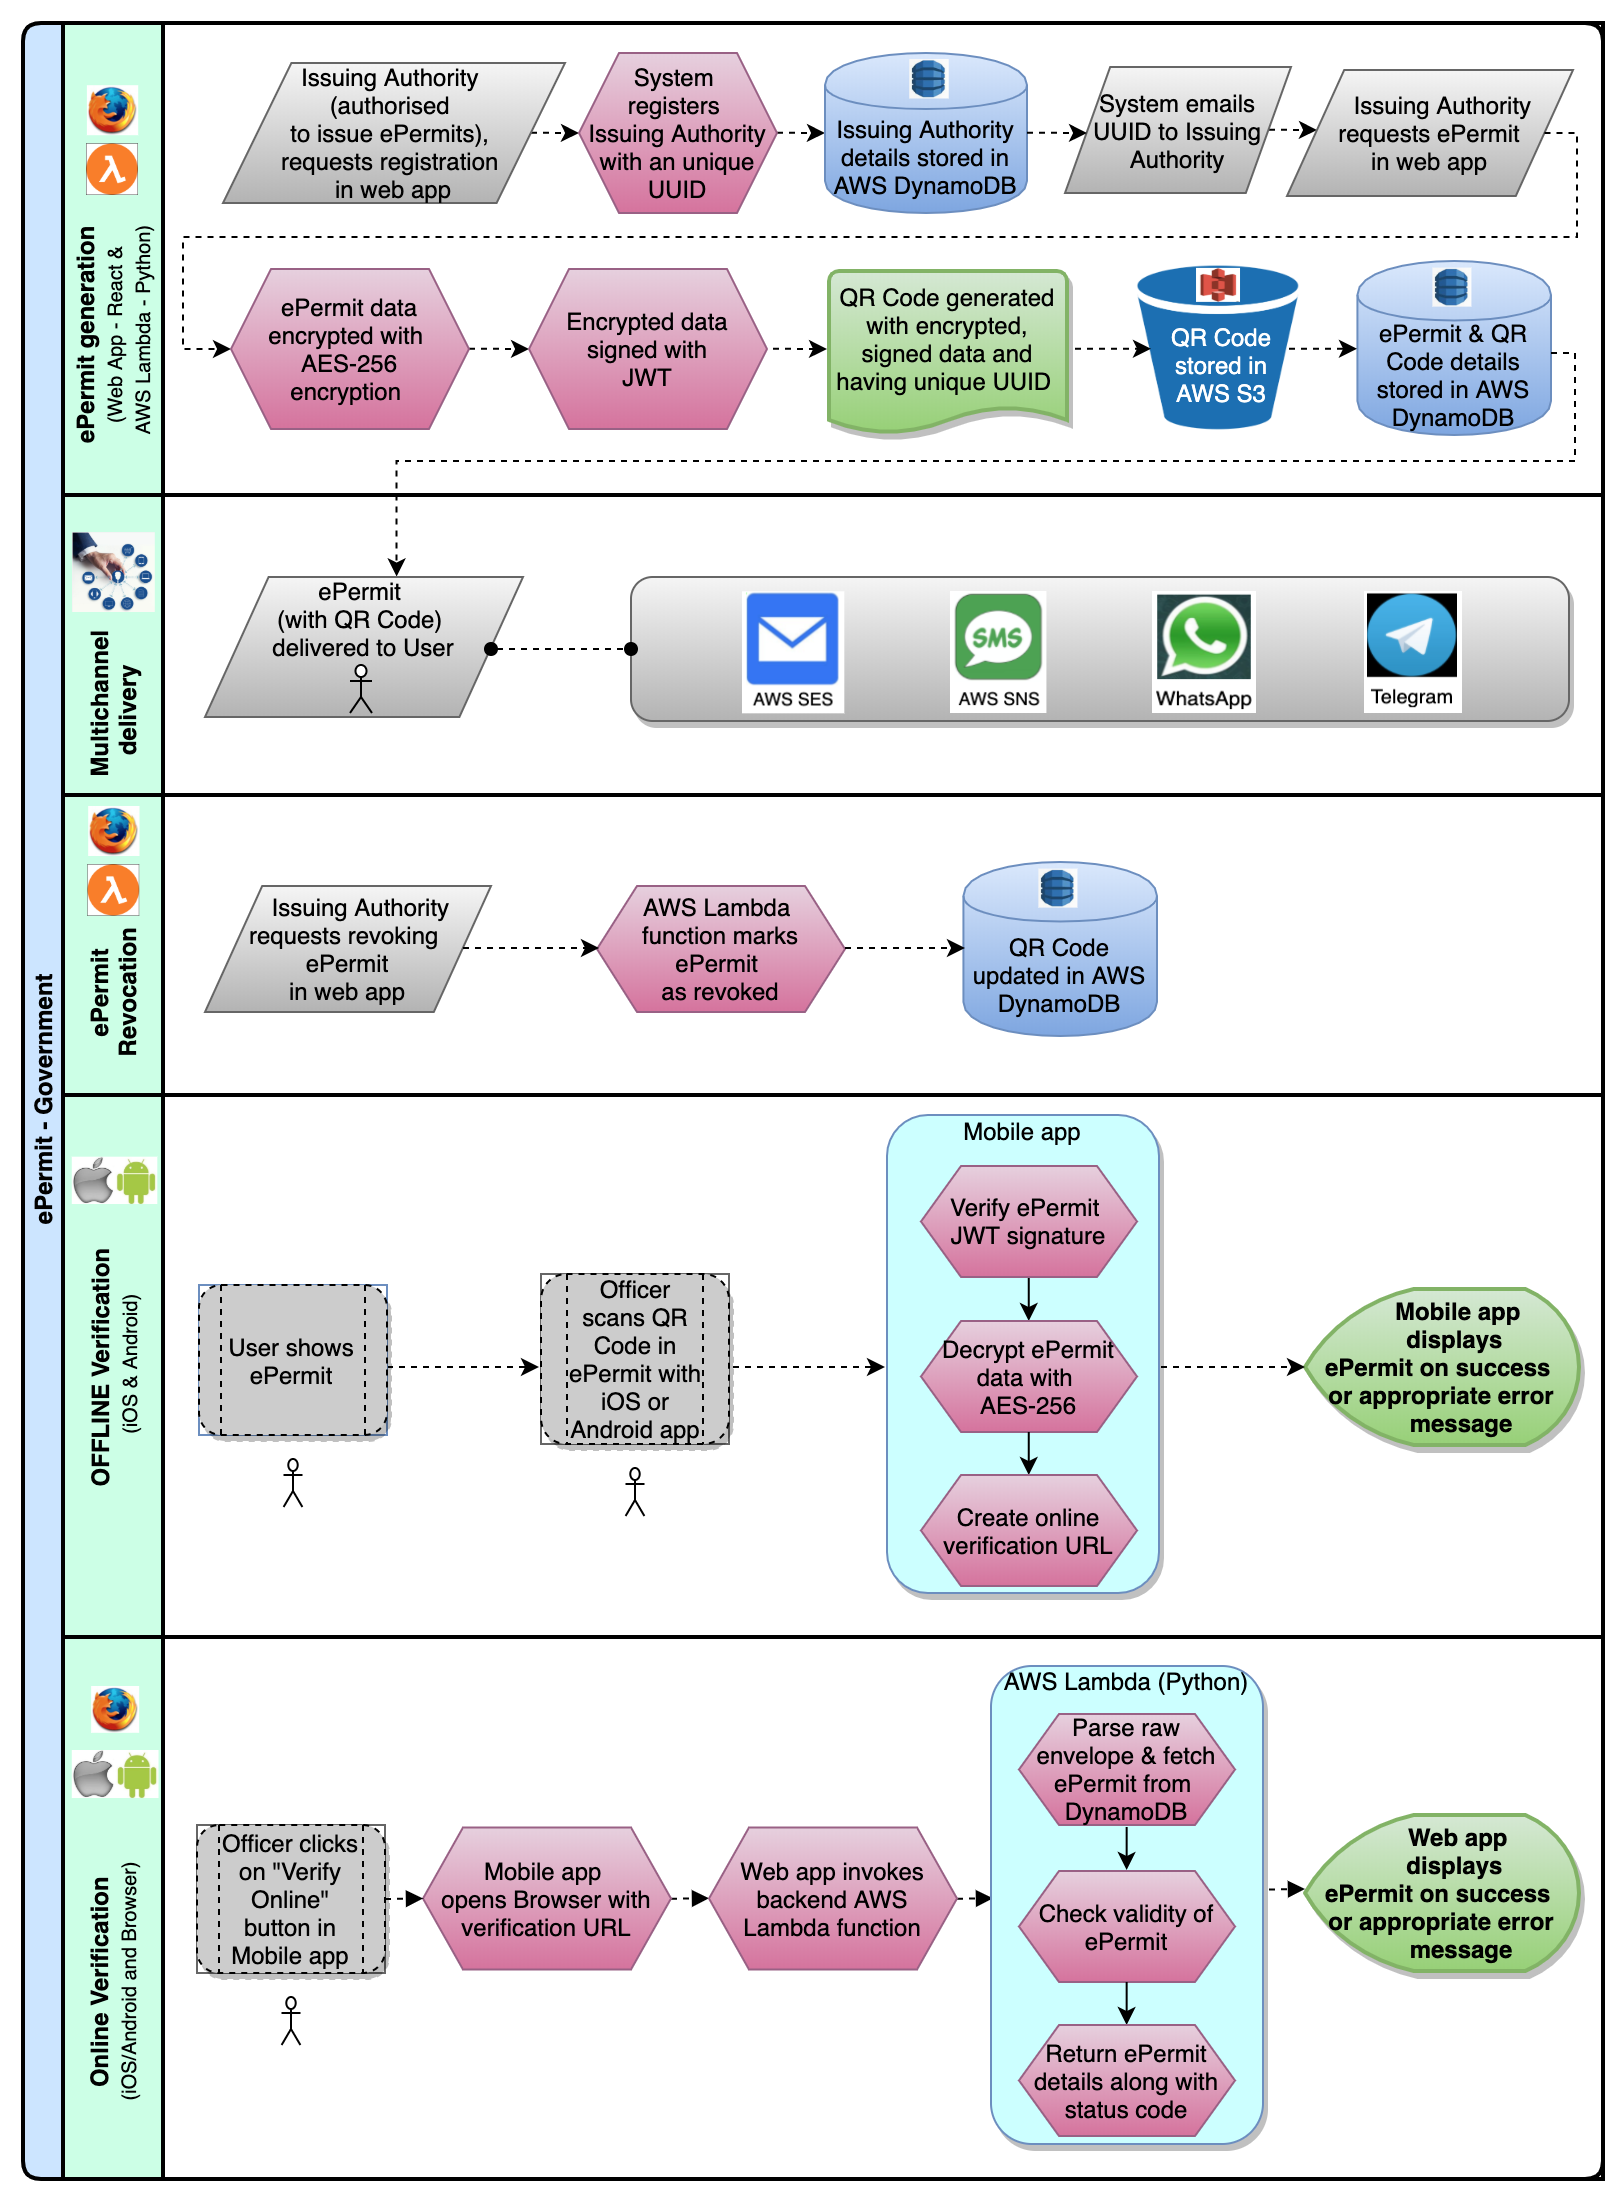 ePermit - Government
ePermit generation
(Web App - React &
AWS Lambda - Python)
Issuing Authority
(authorised
to issue ePermits),
requests registration
in web app
System
registers
Issuing Authority
with an unique
UUID
Issuing Authority
details stored in
AWS DynamoDB
System emails
UUID to Issuing
Authority
Issuing Authority
requests ePermit
in web app
ePermit data
encrypted with
AES-256
encryption
Encrypted data
signed with
JWT
QR Code generated
with encrypted,
signed data and
having unique UUID
QR Code
stored in
AWS S3
ePermit & QR
Code details
stored in AWS
DynamoDB
Multichannel
delivery
ePermit
(with QR Code)
delivered to User
AWS SES
SMS
AWS SNS
WhatsApp
Telegram
ePermit
Revocation
Issuing Authority
requests revoking
ePermit
in web app
AWS Lambda
function marks
ePermit
as revoked
QR Code
updated in AWS
DynamoDB
OFFLINE Verification
(iOS & Android)
User shows
ePermit
Officer
scans QR
Code in
ePermit with
iOS or
Android app
Mobile app
Verify ePermit
JWT signature
Decrypt ePermit
data with
AES-256
Create online
verification URL
Mobile app
displays
ePermit on success
or appropriate error
message
Online Verification
(iOS/Android and Browser)
Officer clicks
on "Verify
Online"
button in
Mobile app
Mobile app
opens Browser with
verification URL
Web app invokes
backend AWS
Lambda function
AWS Lambda (Python)
Parse raw
envelope & fetch
ePermit from
DynamoDB
Check validity of
ePermit
Return ePermit
details along with
status code
Web app
displays
ePermit on success
or appropriate error
message